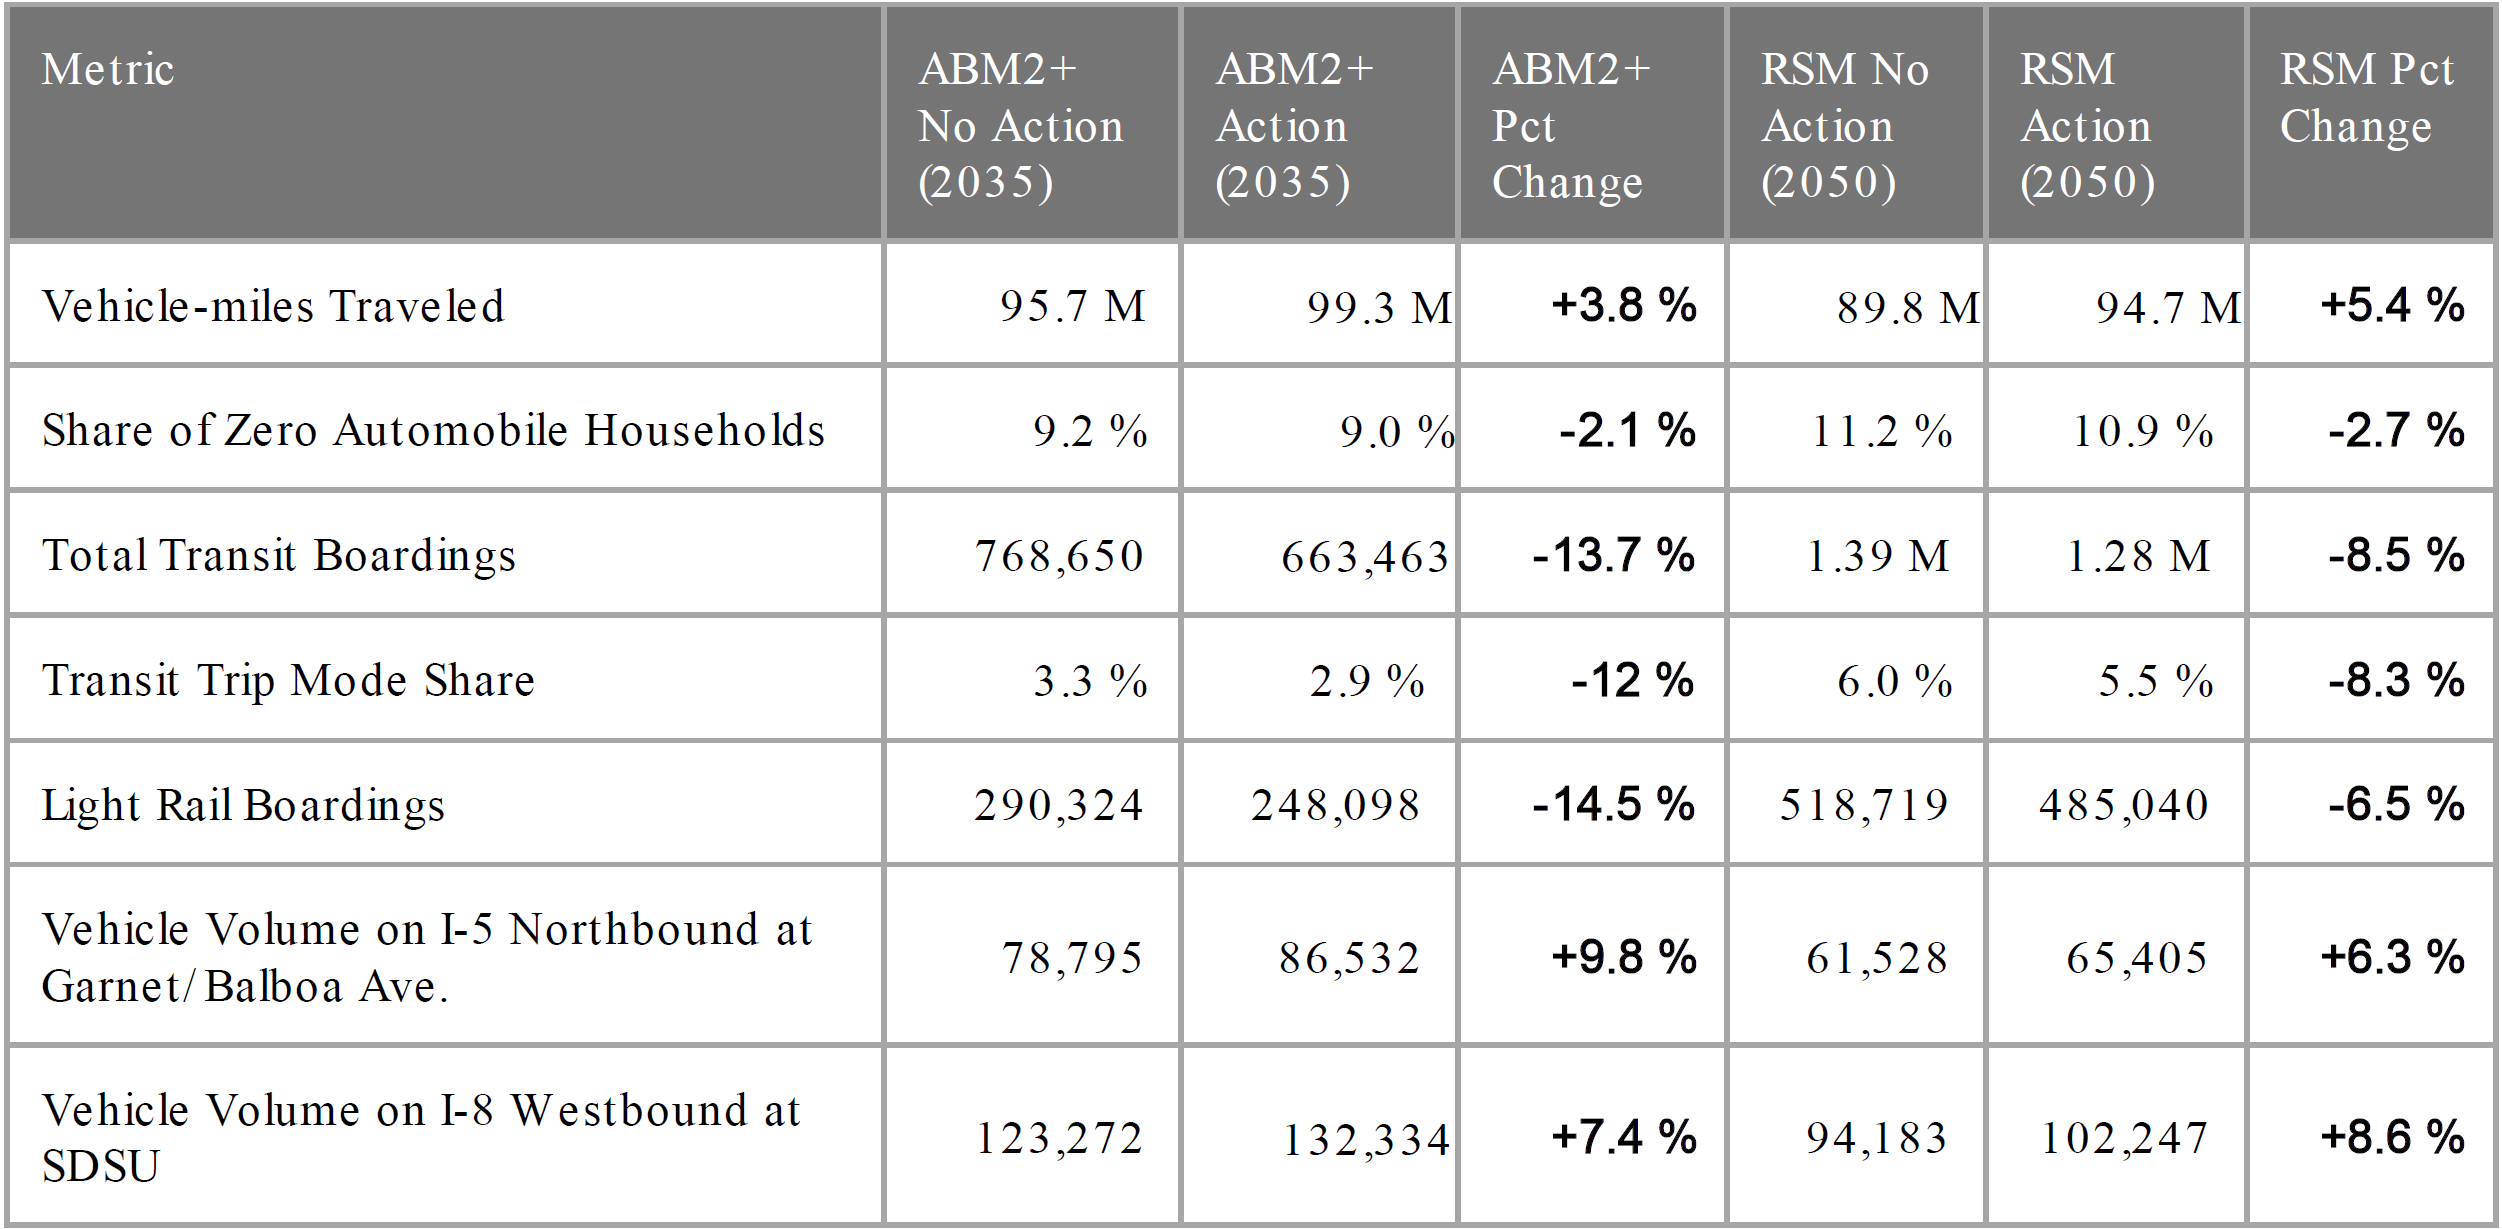 Metric ABM2+ No Action (2035) ABM2+ Action (2035) ABM2+ Pct Change RSM No Action (2050) RSM Action (2050) RSM Pct Change
Vehicle-miles Traveled 95.7 M 99.3 M +3.8 % 89.8 M 94.7 M +5.4 %
Share of Zero Automobile Households 9.2 % 9.0 % -2.1 % 11.2 % 10.9 % -2.7 %
Total Transit Boardings 768,650 663,463 -13.7 % 1.39 M 1.28 M -8.5 %
Transit Trip Mode Share 3.3 % 2.9 % -12 % 6.0 % 5.5 % -8.3 %
Light Rail Boardings 290,324 248,098 -14.5 % 518,719 485,040 -6.5 %
Vehicle Volume on I-5 Northbound at Garnet/Balboa Ave. 78,795 86,532 +9.8 % 61,528 65,405 +6.3 %
Vehicle Volume on I-8 Westbound at SDSU 123,272 132,334 +7.4 % 94,183 102,247 +8.6 %